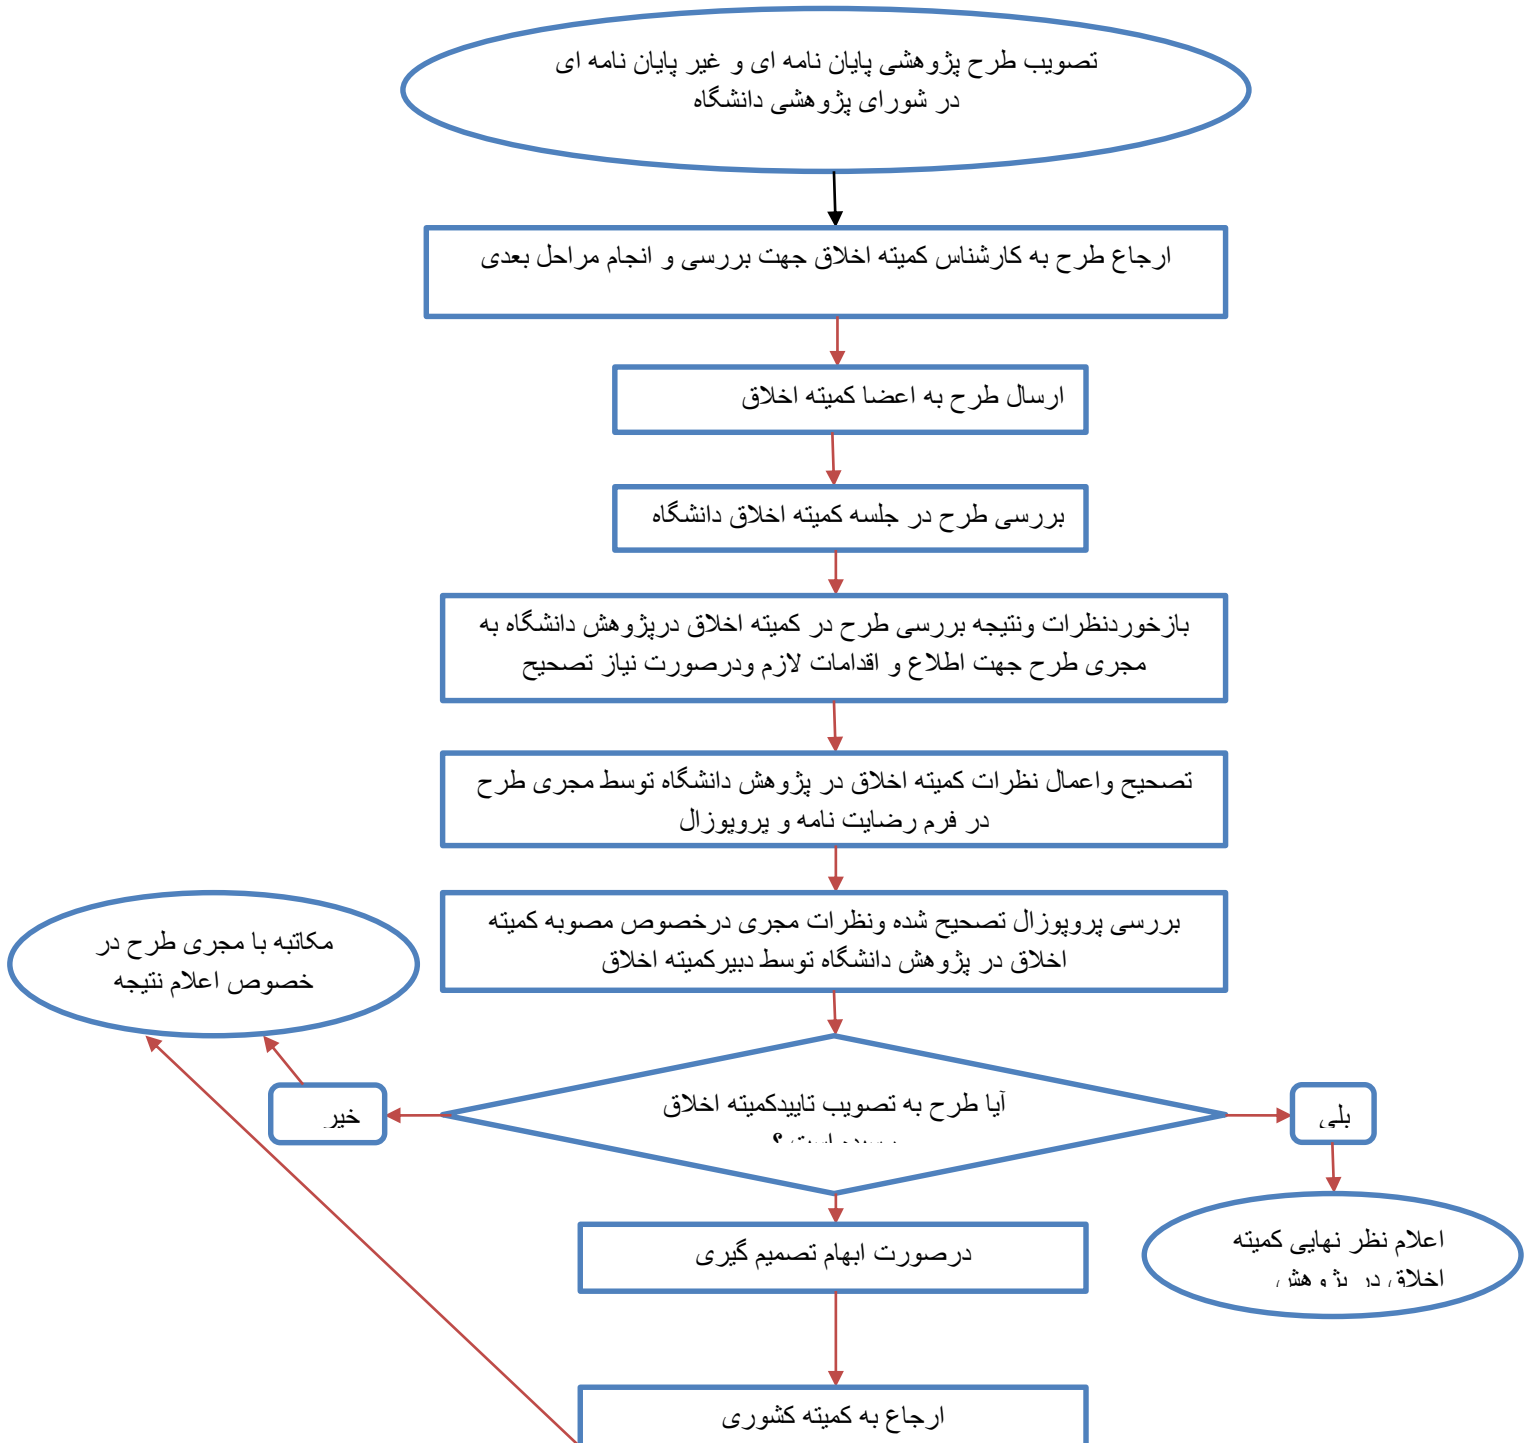 تصویب طرح پژوهشی پایان نامه ای و غیر پایان نامه ای
در شورای پژوهشی دانشگاه
ارجاع طرح به کارشناس کمیته اخلاق جهت بررسی و انجام مراحل بعدی
ارسال طرح به اعضا کمیته اخلاق
بررسی طرح در جلسه کمیته اخلاق دانشگاه
بازخوردنظرات ونتیجه بررسی طرح در کمیته اخلاق درپژوهش دانشگاه به
مجری طرح جهت اطلاع و اقدامات لازم ودرصورت نیاز تصحیح
تصحیح واعمال نظرات کمیته اخلاق در پژوهش دانشگاه توسط مجری طرح
در فرم رضایت نامه و پروپوزال
بررسی پروپوزال تصحیح شده ونظرات مجری درخصوص مصوبه کمیته
اخلاق در پژوهش دانشگاه توسط دبیرکمیته اخلاق
مکاتبه با مجری طرح در
خصوص اعلام نتیجه
آیا طرح به تصویب تاییدکمیته اخلاق
است ؟
خیر
بلی
اعلام نظر نهایی کمیته
اخلاق در پژوهش
درصورت ابهام تصمیم گیری
ارجاع به کمیته کشوری